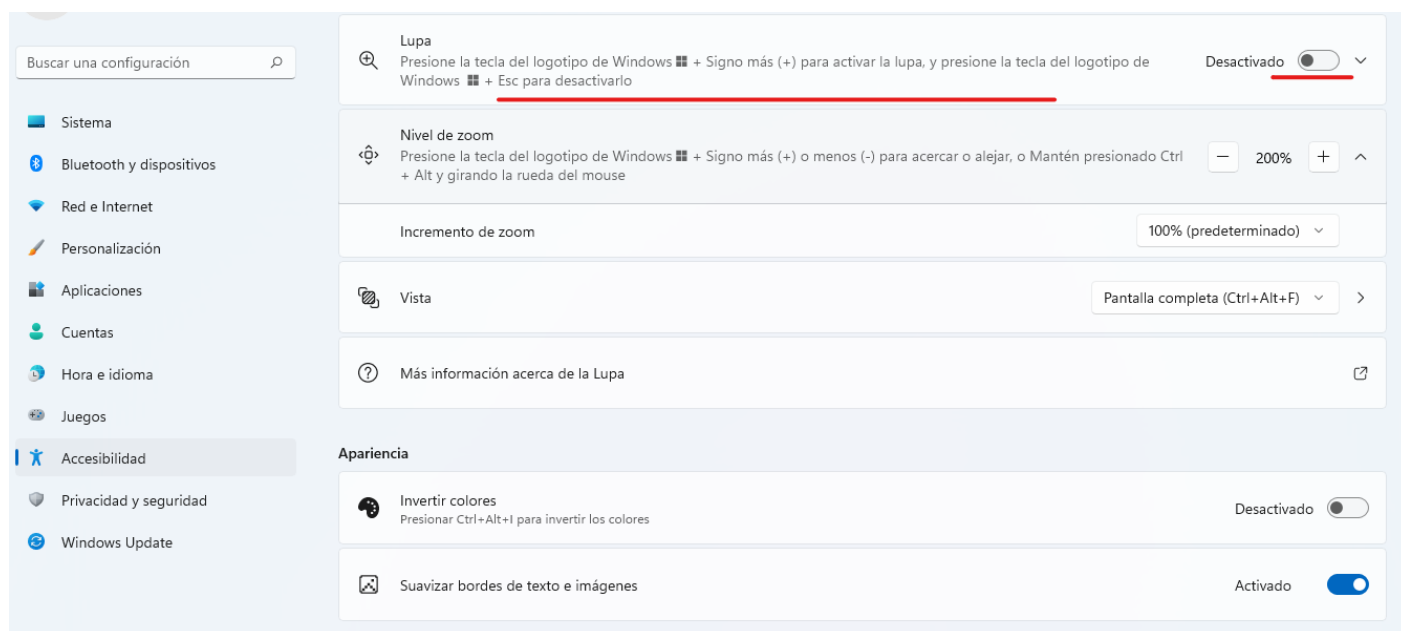 Buscar una configuración
Sistema
Bluetooth y dispositivos
Red e Internet
Personalización
Aplicaciones
Cuentas
Hora e idioma
Juegos
Accesibilidad
Privacidad y seguridad
Windows Update
Lupa
Presione la tecla del logotipo de Windows + Signo más (+) para activar la lupa, y presione la tecla del logotipo de
Windows + Esc para desactivarlo
Desactivado
Nivel de zoom
Presione la tecla del logotipo de Windows + Signo más (+) o menos (-) para acercar o alejar, o Mantén presionado Ctrl
+ Alt y girando la rueda del mouse
200%
Incremento de zoom
100% (predeterminado)
Vista
Pantalla completa (Ctrl+Alt+F)
Más información acerca de la Lupa
Apariencia
Invertir colores
Presionar Ctrl+Alt+I para invertir los colores
Desactivado
Suavizar bordes de texto e imágenes
Activado